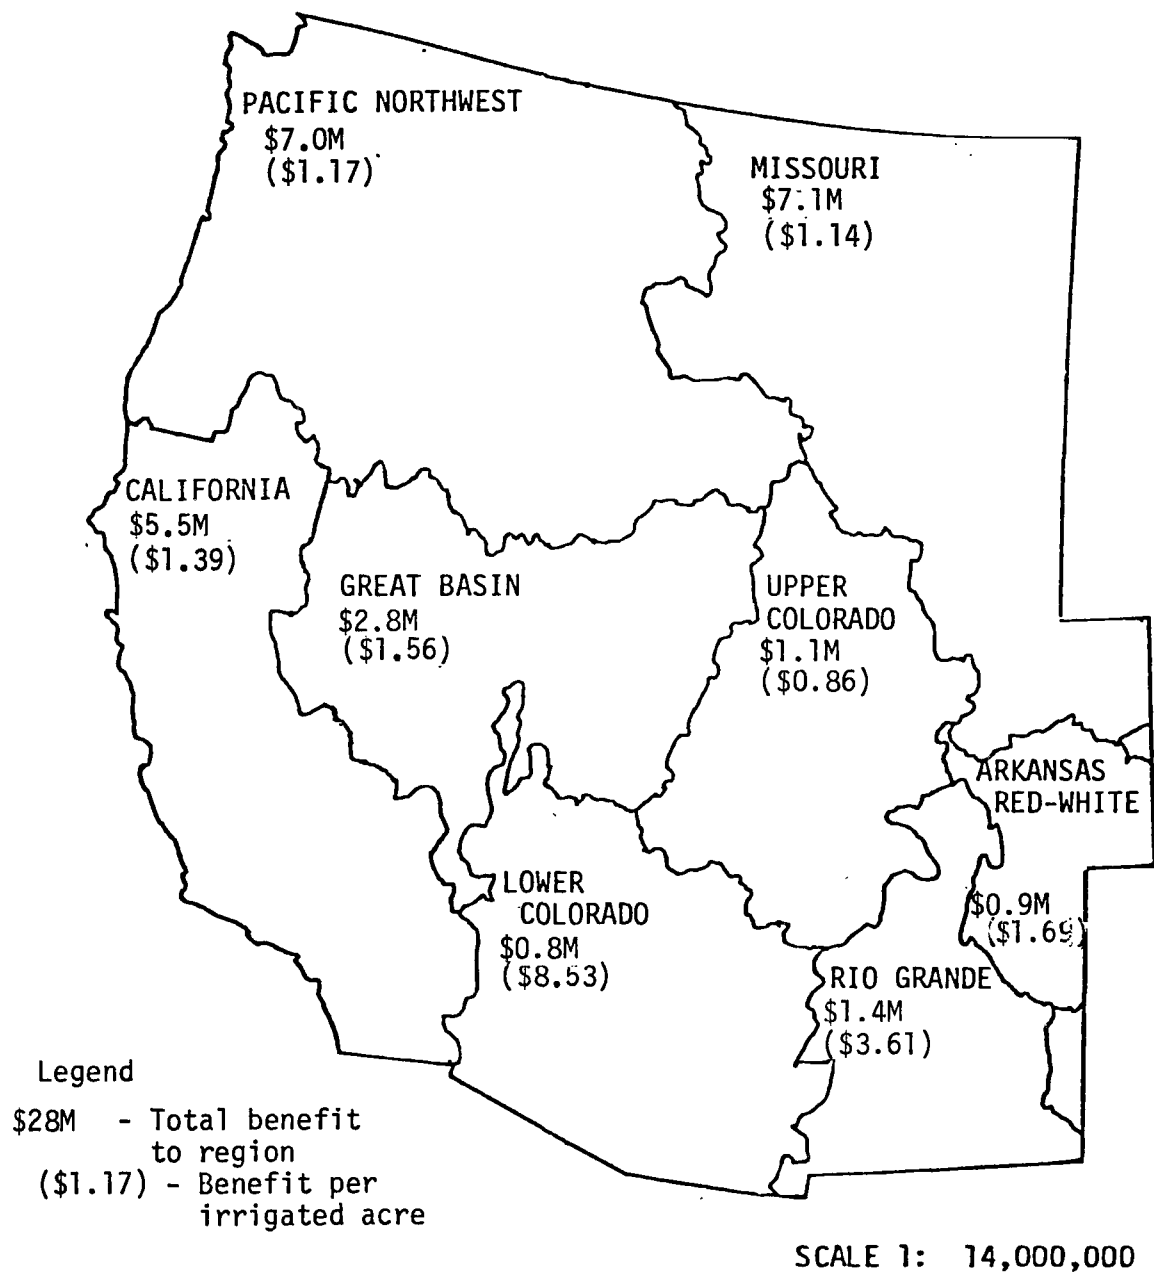 PACIFIC NORTHWEST
$7.0M
($1.17)
MISSOURI
$7.1M
($1.14)
CALIFORNIA
$5.5M
($1.39)
GREAT BASIN
$2.8M
($1.56)
UPPER
COLORADO
$1.1M
($0.86)
ARKANSAS
RED-WHITE
$0.9M
($1.69)
LOWER
COLORADO
$0.8M
($8.53)
RIO GRANDE
$1.4M
($3.61)
Legend
$28M - Total benefit
to region
($1.17) - Benefit per
irrigated acre
SCALE 1: 14,000,000